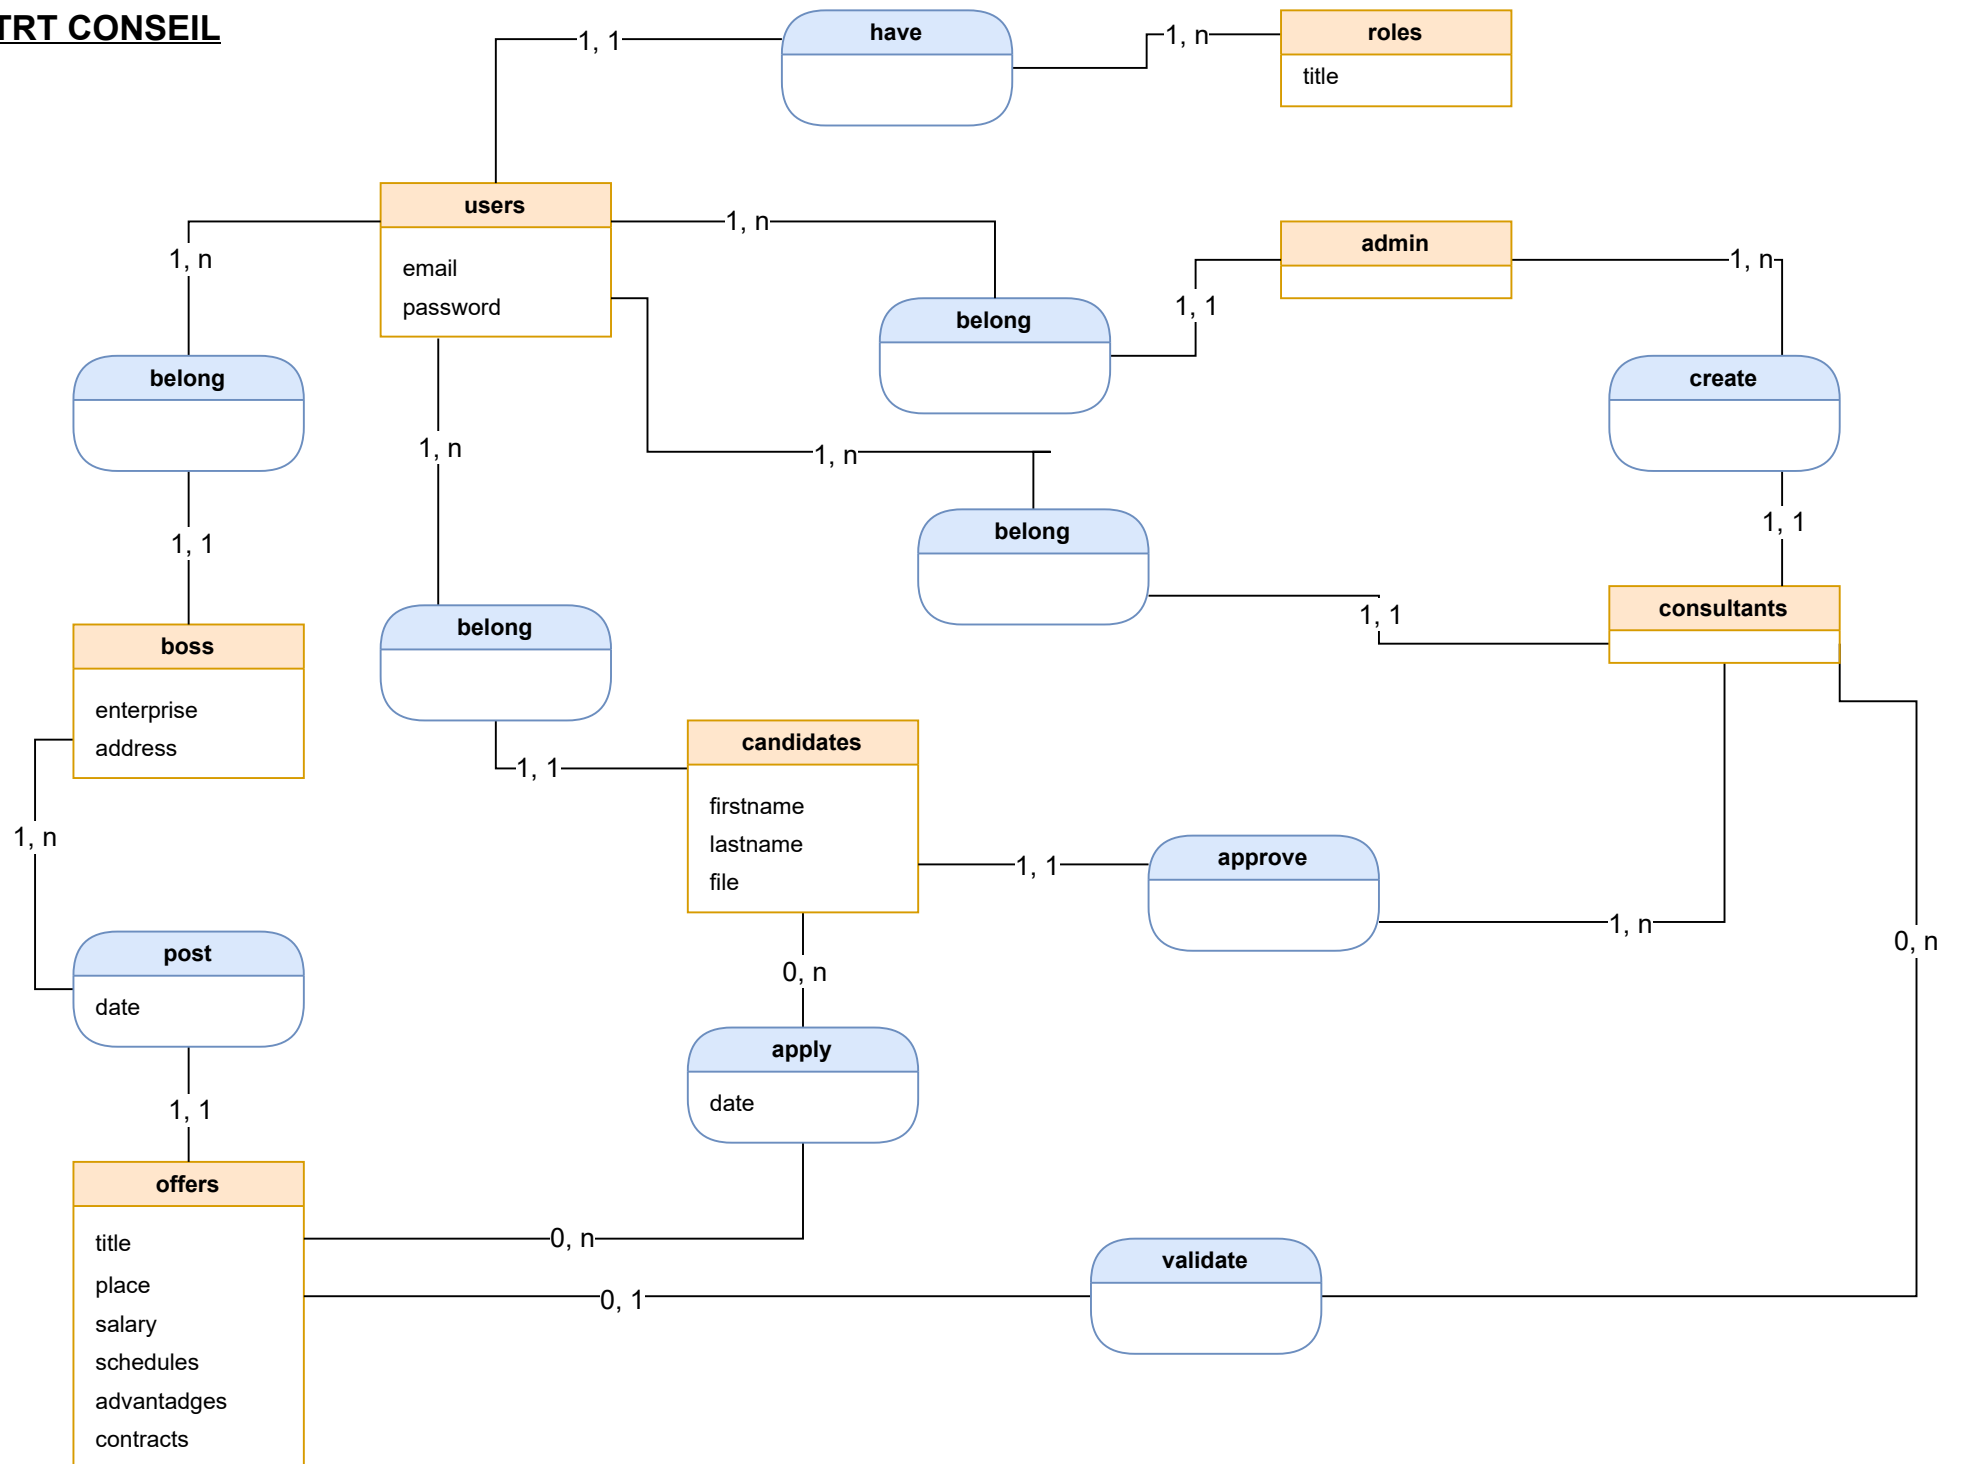 TRT CONSEIL
have
roles
title
1, 1
1, n
users
email
password
1, n
1, n
admin
1, n
1, 1
belong
belong
create
1, n
1, n
belong
1, 1
1, 1
belong
consultants
1, 1
belong
boss
enterprise
address
1, 1
candidates
firstname
lastname
file
1, n
1, 1
approve
1, n
0, n
post
date
0, n
apply
date
1, 1
offers
title
place
salary
schedules
advantadges
contracts
0, n
0, 1
validate